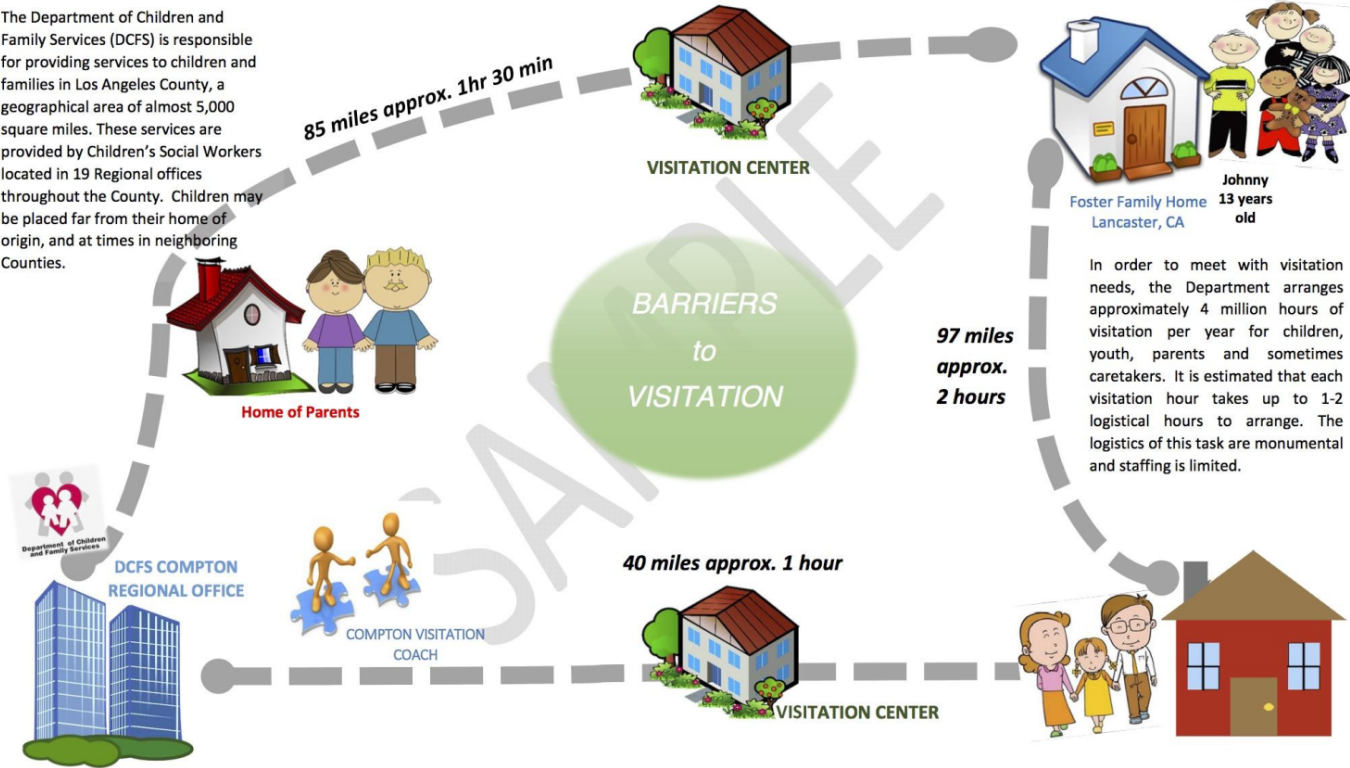 The Department of Children and
Family Services (DCFS) is responsible
for providing services to children and
families in Los Angeles County, a
geographical area of almost 5,000
square miles. These services are
provided by Children's Social Workers
located in 19 Regional offices
throughout the County.  Children may
be placed far from their home of
origin, and at times in neighboring
Counties.
85 miles approx. 1hr 30 min
VISITATION CENTER
Foster Family Home
Lancaster, CA
Johnny
13 years
old
Home of Parents
BARRIERS
to
VISITATION
SAMPLE
97 miles
approx.
2 hours
In order to meet with visitation
needs, the Department arranges
approximately 4 million hours of
visitation per year for children,
youth, parents and sometimes
caretakers. It is estimated that each
visitation hour takes up to 1-2
logistical hours to arrange. The
logistics of this task are monumental
and staffing is limited.
Department of Children
and Family Services
DCFS COMPTON
REGIONAL OFFICE
COMPTON VISITATION
COACH
40 miles approx. 1 hour
VISITATION CENTER